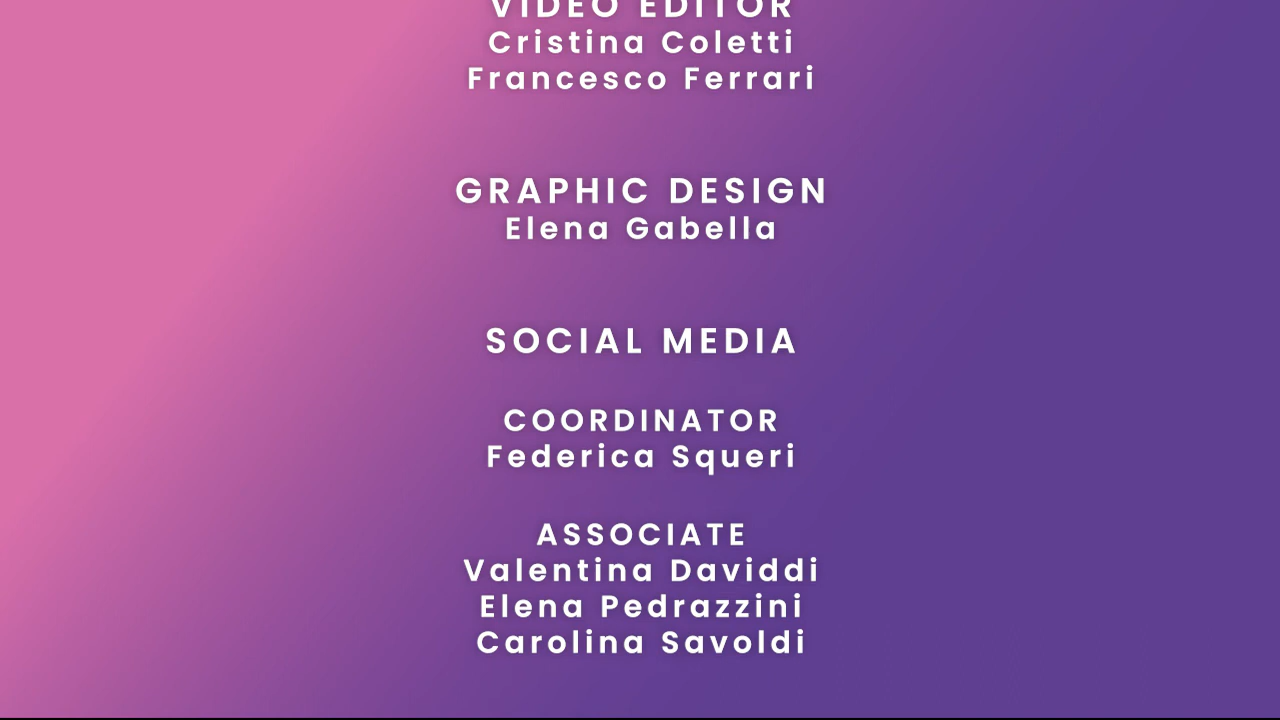 VIDEO EDITOR
Cristina Coletti
Francesco Ferrari
GRAPHIC DESIGN
Elena Gabella
SOCIAL MEDIA
COORDINATOR
Federica Squeri
ASSOCIATE
Valentina Daviddi
Elena Pedrazzini
Carolina Savoldi